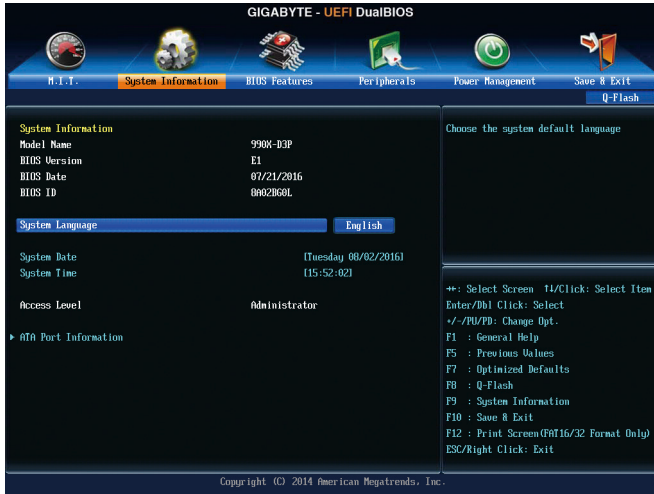 GIGABYTE - UEFI DualBIOS
M.I.T. System Information BIOS Features Peripherals Power Management Save & Exit
Q-Flash
System Information
Model Name 990X-D3P
BIOS Version E1
BIOS Date 07/21/2016
BIOS ID 8A02BG0L
System Language English
System Date [Tuesday 08/02/2016]
System Time [15:52:02]
Access Level Administrator
ATA Port Information
Choose the system default language
↔: Select Screen ↑↓/Click: Select Item
Enter/Dbl Click: Select
+/-/PU/PD: Change Opt.
F1 : General Help
F5 : Previous Values
F7 : Optimized Defaults
F8 : Q-Flash
F9 : System Information
F10 : Save & Exit
F12 : Print Screen(FAT16/32 Format Only)
ESC/Right Click: Exit
Copyright (C) 2014 American Megatrends, Inc.